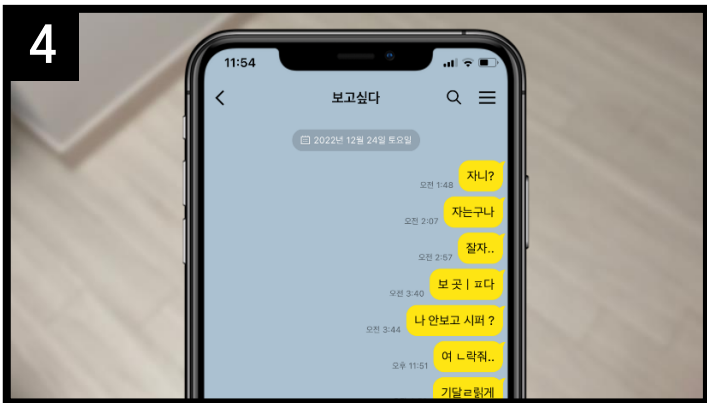 4
11:54
보고싶다
2022년 12월 24일 토요일
자니?
오전 1:48
자는구나
오전 2:07
잘자..
오전 2:57
보 곳ㅣㅍ다
오전 3:40
나 안보고 시퍼 ?
오전 3:44
여 ㄴ락줘..
오후 11:51
기달ㄹ릵게